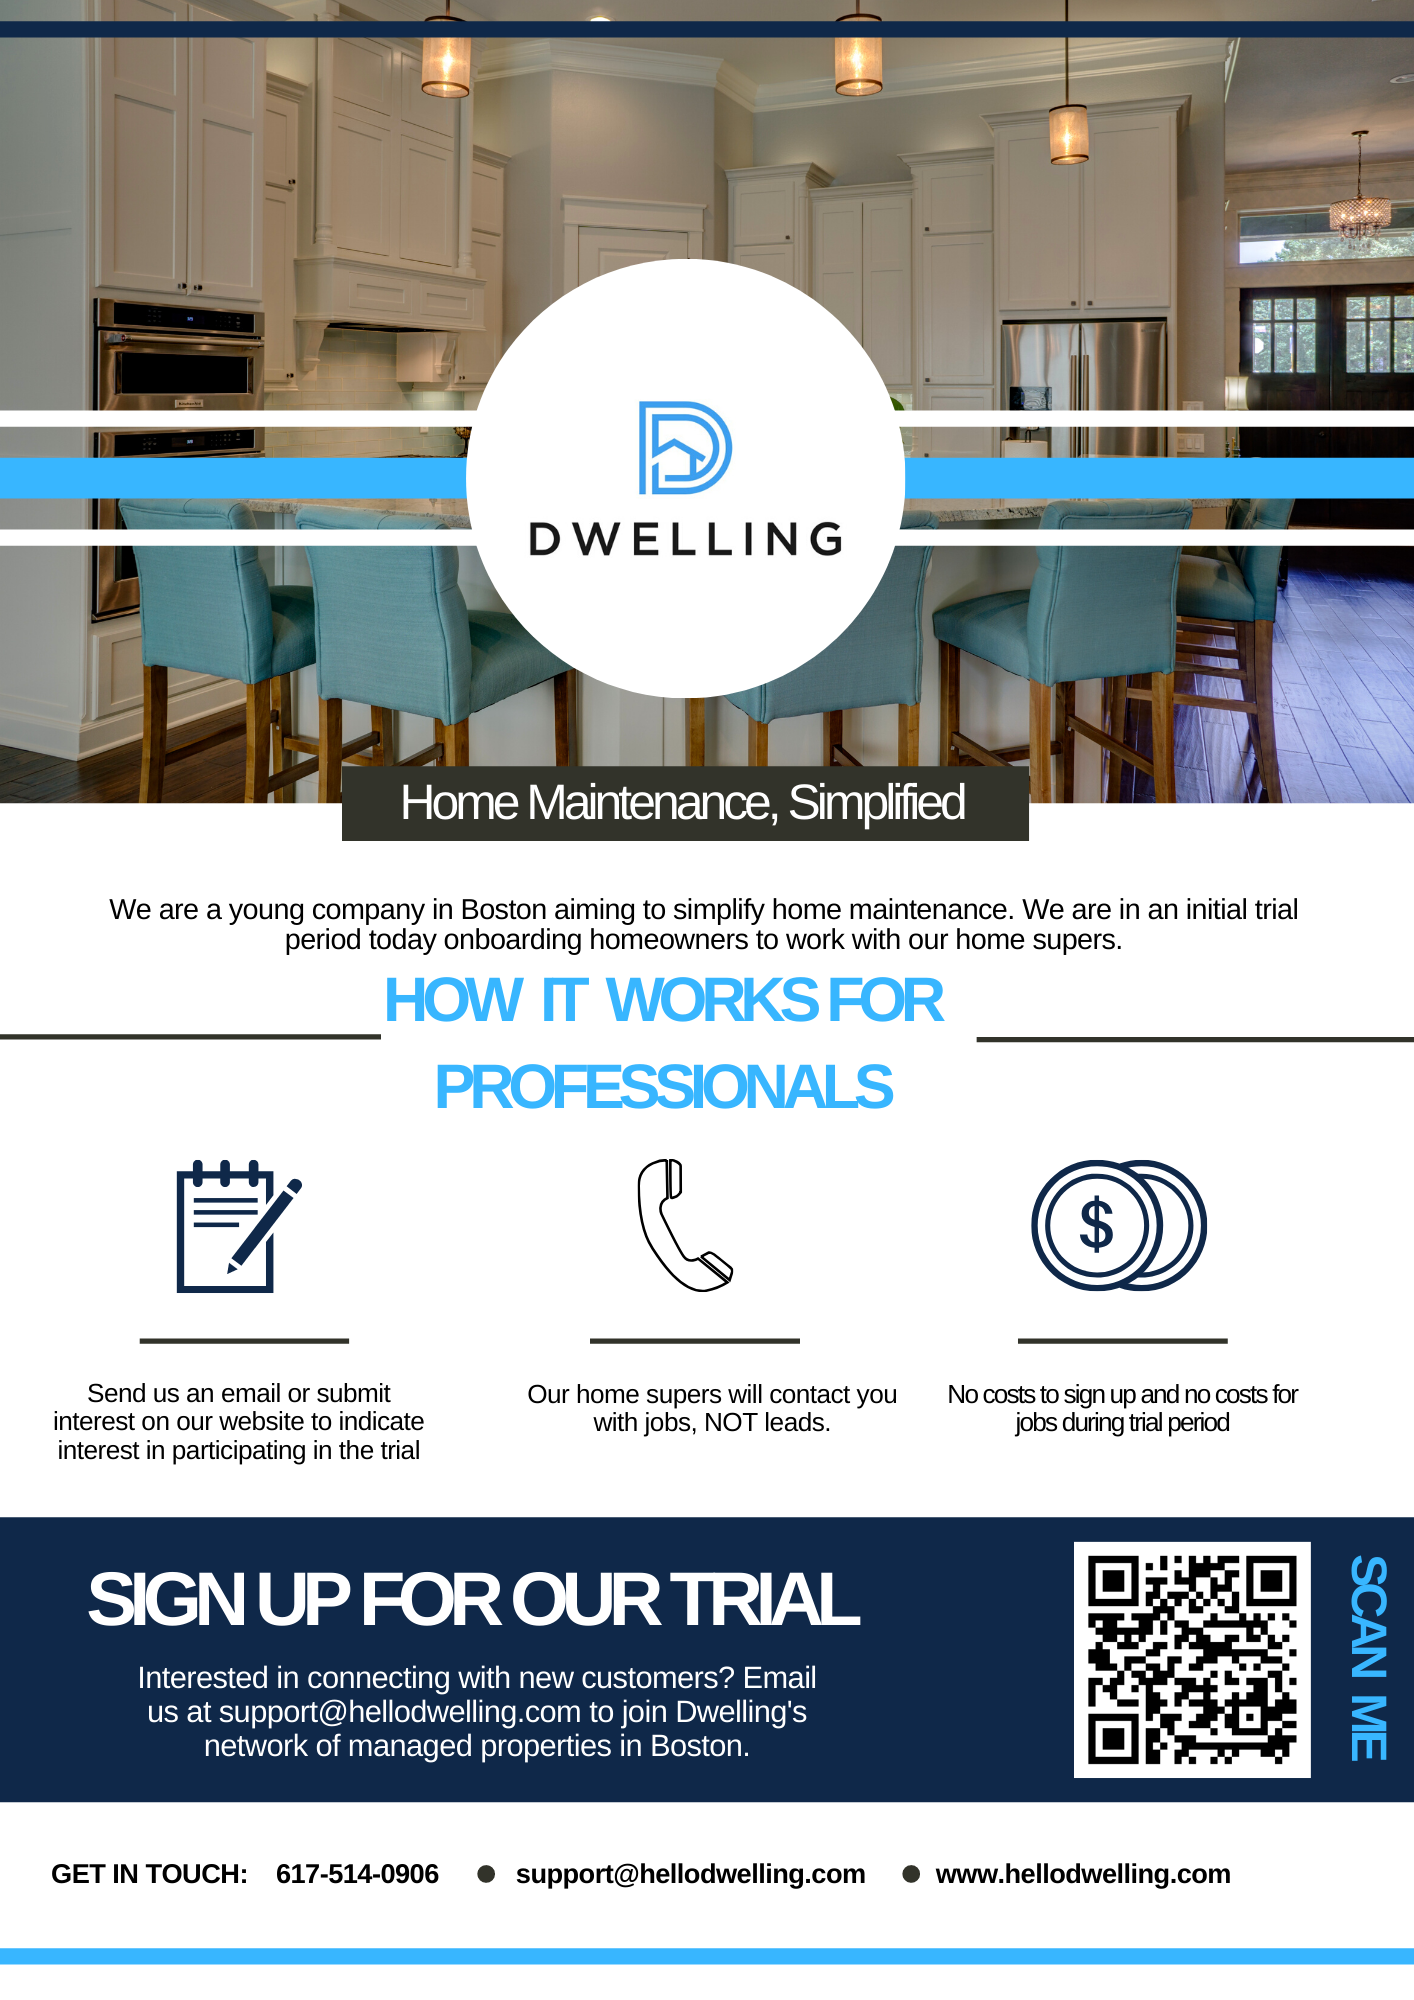 DWELLING
Home Maintenance, Simplified
We are a young company in Boston aiming to simplify home maintenance. We are in an initial trial
period today onboarding homeowners to work with our home supers.
HOW IT WORKS FOR
PROFESSIONALS
$
Send us an email or submit
interest on our website to indicate
interest in participating in the trial
Our home supers will contact you
with jobs, NOT leads.
No costs to sign up and no costs for
jobs during trial period
SIGN UP FOR OUR TRIAL
Interested in connecting with new customers? Email
us at support@hellodwelling.com to join Dwelling's
network of managed properties in Boston.
SCAN ME
GET IN TOUCH: 617-514-0906 ● support@hellodwelling.com ● www.hellodwelling.com